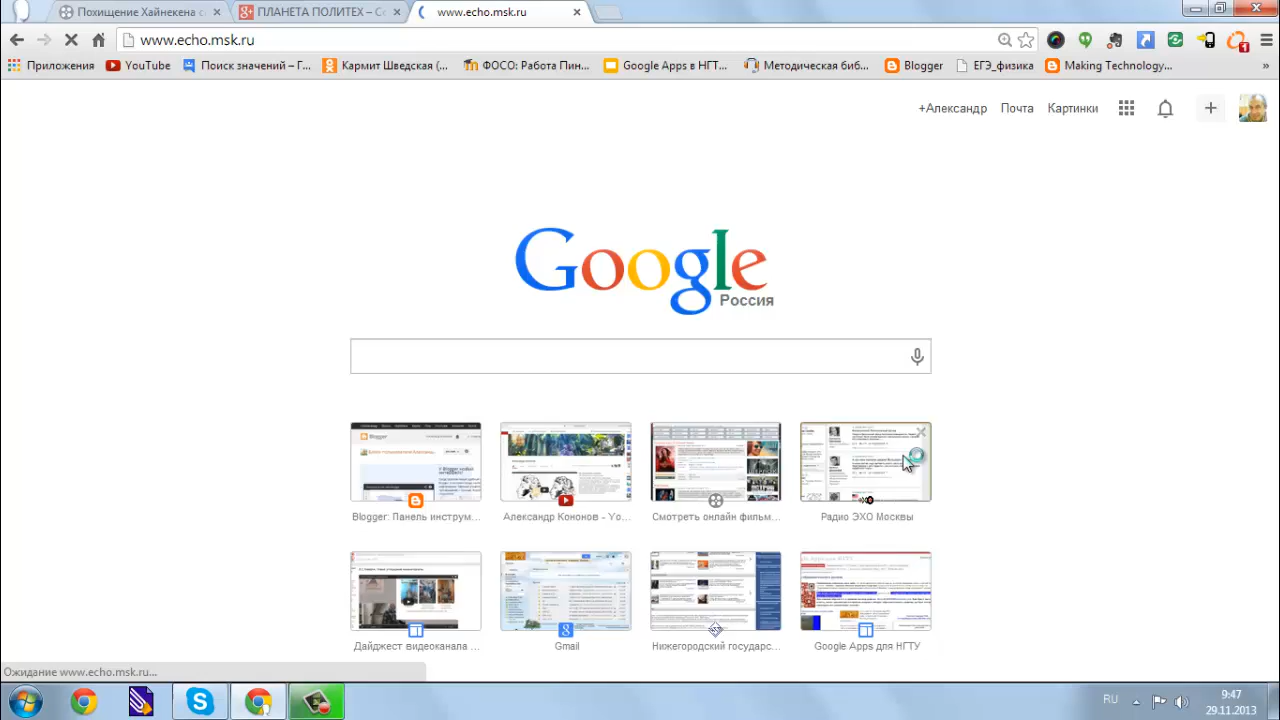 Похищение Хайнекена с
ПЛАНЕТА ПОЛИТЕХ – Co
www.echo.msk.ru
www.echo.msk.ru
Приложения
YouTube
Поиск значений – Г...
Кармит Шведская (...
ФОСО: Работа Пин...
Google Apps в НГТ...
Методическая биб...
Blogger
ЕГЭ_физика
Making Technology...
»
+Александр Почта Картинки
Google
Россия
Blogger: Панель инструм...
Александр Кононов - Yo...
Смотреть онлайн фильм...
Радио ЭХО Москвы
Дайджест видеоканала ...
Gmail
Нижегородский государс...
Google Apps для НГТУ
Ожидание www.echo.msk.ru...
RU
9:47
29.11.2013